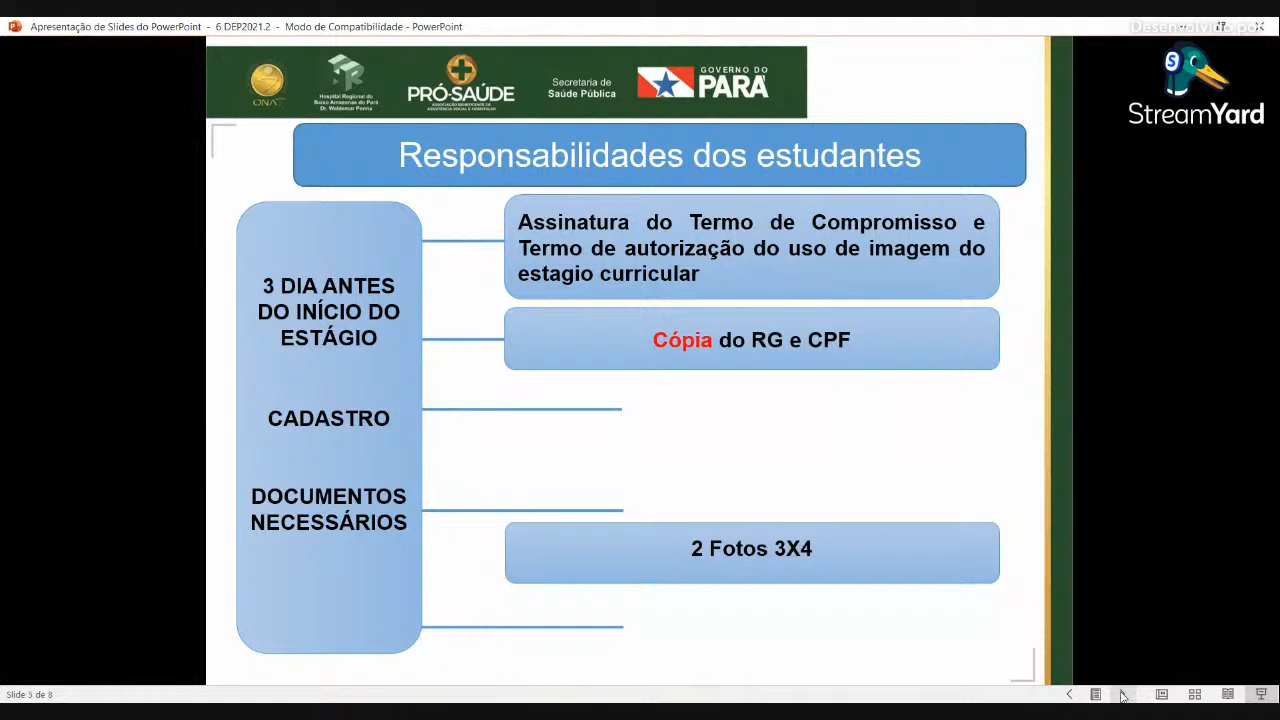 Apresentação de Slides do PowerPoint - 6 DEP2021.2 - Modo de Compatibilidade - PowerPoint
Desenvolvido por
StreamYard
ONA
Hospital Regional do
Baixo Amazonas do Pará
Dr. Waldemar Penna
PRÓ-SAÚDE
ASSOCIAÇÃO BENEFICENTE DE
ASSISTÊNCIA SOCIAL E HOSPITALAR
Secretaria de
Saúde Pública
GOVERNO DO
PARÁ
Responsabilidades dos estudantes
3 DIA ANTES
DO INÍCIO DO
ESTÁGIO
CADASTRO
DOCUMENTOS
NECESSÁRIOS
Assinatura do Termo de Compromisso e
Termo de autorização do uso de imagem do
estagio curricular
Cópia do RG e CPF
2 Fotos 3X4
Slide 5 de 8